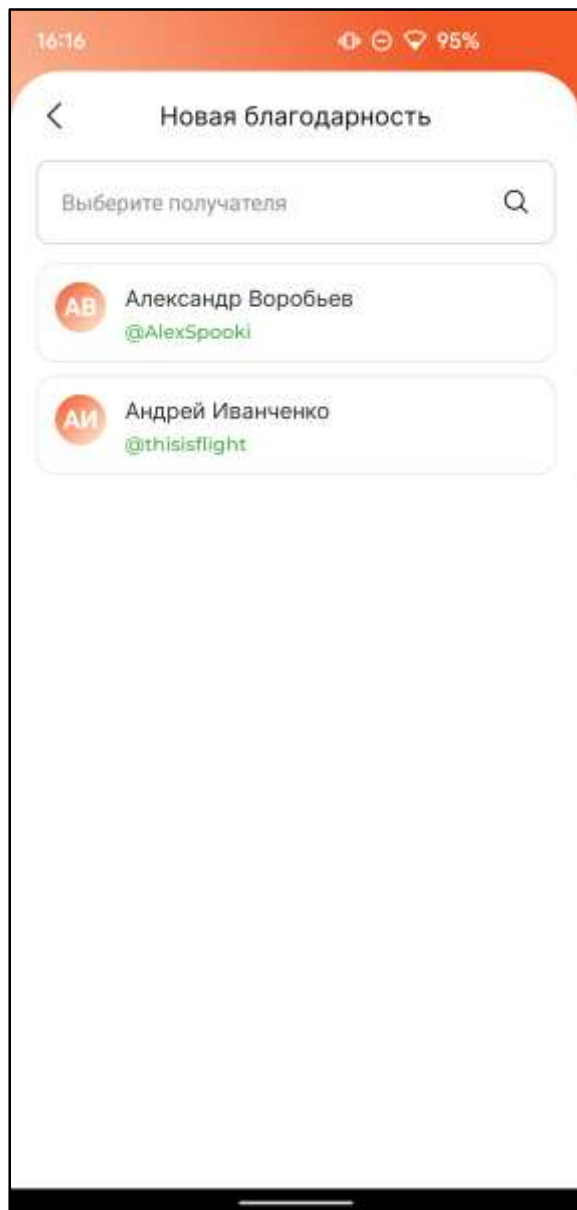 16:16 95%
Новая благодарность
Выберите получателя
АВ
Александр Воробьев
@AlexSpooki
АИ
Андрей Иванченко
@thisisflight